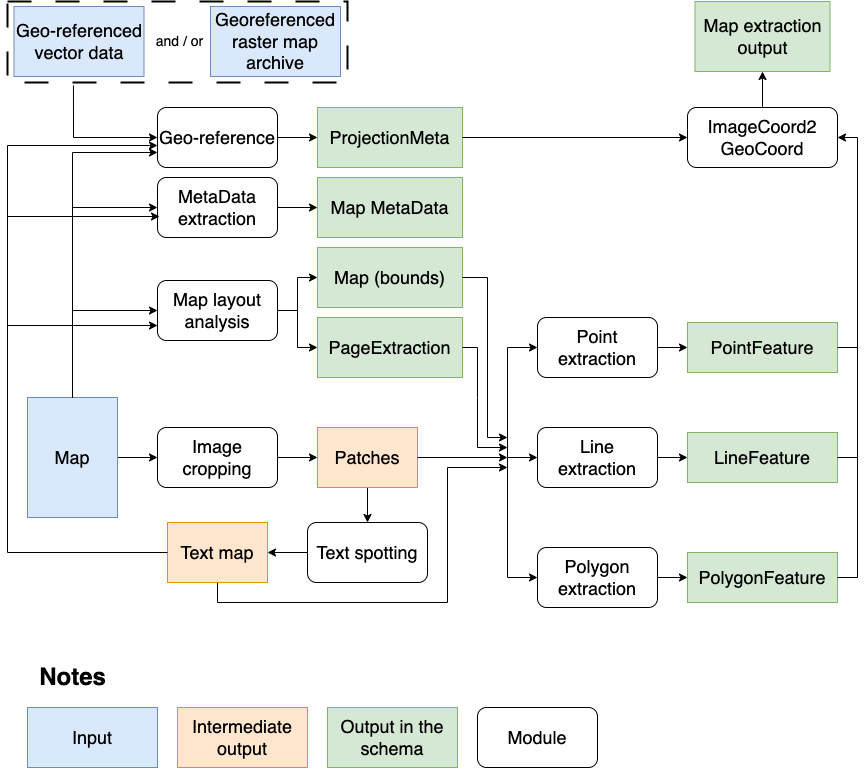 Geo-referenced
vector data
and / or
Georeferenced
raster map
archive
Map extraction
output
Geo-reference
ProjectionMeta
ImageCoord2
GeoCoord
MetaData
extraction
Map MetaData
Map layout
analysis
Map (bounds)
PageExtraction
Point
extraction
PointFeature
Map
Image
cropping
Patches
Line
extraction
LineFeature
Text map
Text spotting
Polygon
extraction
PolygonFeature
Notes
Input
Intermediate
output
Output in the
schema
Module